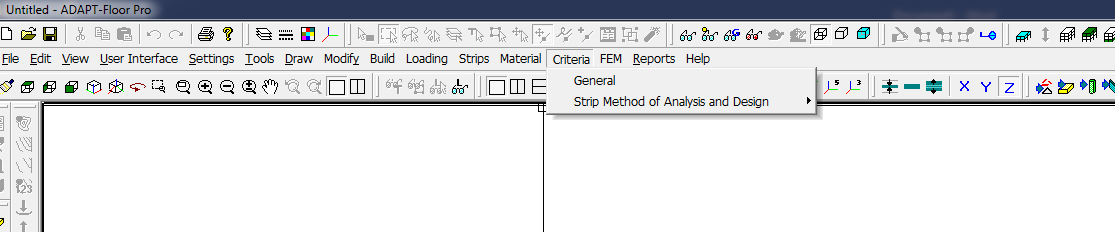 Untitled - ADAPT-Floor Pro
File Edit View User Interface Settings Tools Draw Modify Build Loading Strips Material Criteria FEM Reports Help
General
Strip Method of Analysis and Design
X Y Z
123